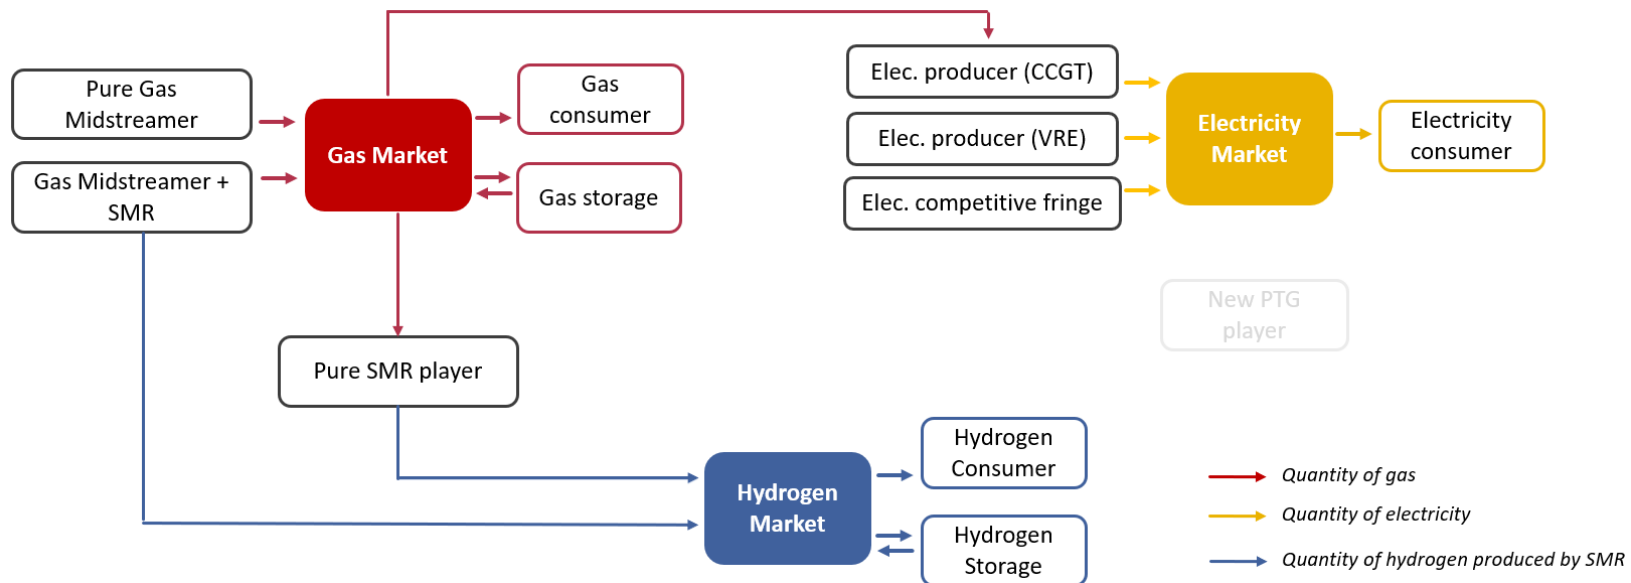 Pure Gas
Midstreamer
Gas Midstreamer +
SMR
Gas Market
Gas
consumer
Gas storage
Elec. producer (CCGT)
Elec. producer (VRE)
Elec. competitive fringe
Electricity
Market
Electricity
consumer
New PTG
player
Pure SMR player
Hydrogen
Market
Hydrogen
Consumer
Hydrogen
Storage
Quantity of gas
Quantity of electricity
Quantity of hydrogen produced by SMR